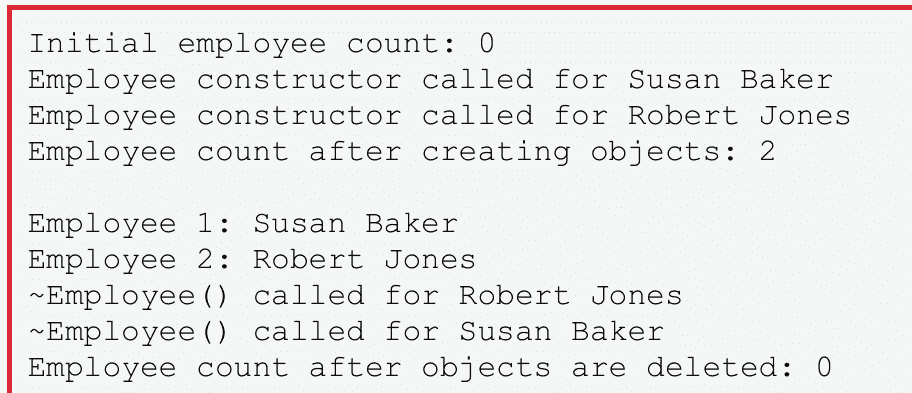 Initial employee count: 0
Employee constructor called for Susan Baker
Employee constructor called for Robert Jones
Employee count after creating objects: 2

Employee 1: Susan Baker
Employee 2: Robert Jones
~Employee() called for Robert Jones
~Employee() called for Susan Baker
Employee count after objects are deleted: 0